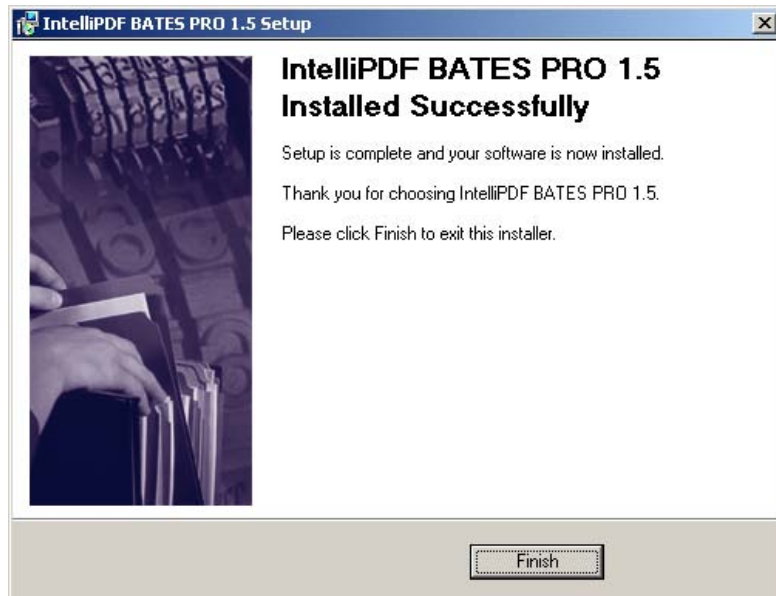 IntelliPDF BATES PRO 1.5 Setup
IntelliPDF BATES PRO 1.5
Installed Successfully
Setup is complete and your software is now installed.
Thank you for choosing IntelliPDF BATES PRO 1.5.
Please click Finish to exit this installer.
Finish